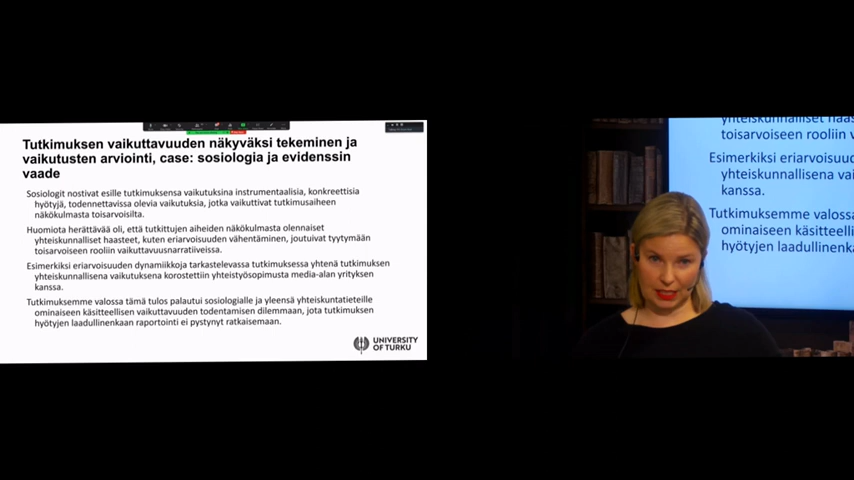 Tutkimuksen vaikuttavuuden näkyväksi tekeminen ja
vaikutusten arviointi, case: sosiologia ja evidenssin
vaade
Sosiologit nostivat esille tutkimuksensa vaikutuksina instrumentaalisia, konkreettisia
hyötyjä, todennettavissa olevia vaikutuksia, jotka vaikuttivat tutkimusaiheen
näkökulmasta toisarvoisilta.
Huomiota herättävää oli, että tutkittujen aiheiden näkökulmasta olennaiset
yhteiskunnalliset haasteet, kuten eriarvoisuuden vähentäminen, joutuivat tyytymään
toisarvoiseen rooliin vaikuttavuusnarratiiveissa.
Esimerkiksi eriarvoisuuden dynamiikkoja tarkastelevassa tutkimuksessa yhtenä tutkimuksen
yhteiskunnallisena vaikutuksena korostettiin yhteistyösopimusta media-alan yrityksen
kanssa.
Tutkimuksemme valossa tämä tulos palautui sosiologialle ja yleensä yhteiskuntatieteille
ominaiseen käsitteellisen vaikuttavuuden todentamisen dilemmaan, jota tutkimuksen
hyötyjen laadullinenkaan raportointi ei pystynyt ratkaisemaan.
UNIVERSITY
OF TURKU
yhteiskunnalliset haas
toisarvoiseen rooliin v
Esimerkiksi eriarvoisuud
yhteiskunnallisena vai
kanssa.
Tutkimuksemme valossa
ominaiseen käsitteelli
hyötyjen laadullinenka